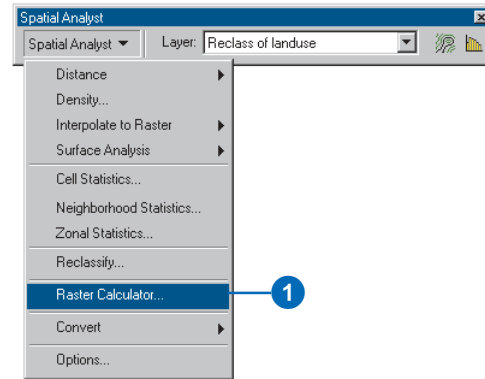 Spatial Analyst
Spatial Analyst Layer: Reclass of landuse
Distance
Density...
Interpolate to Raster
Surface Analysis
Cell Statistics...
Neighborhood Statistics...
Zonal Statistics...
Reclassify...
Raster Calculator... 1
Convert
Options...